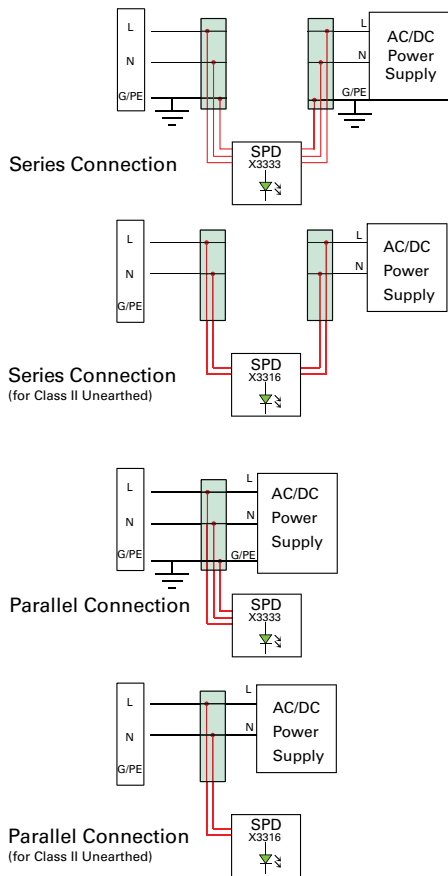 L
N
G/PE
L
N
G/PE
AC/DC
Power
Supply
SPD
X3333
Series Connection
L
N
G/PE
L
N
AC/DC
Power
Supply
SPD
X3316
Series Connection
(for Class II Unearthed)
L
N
G/PE
L
N
G/PE
AC/DC
Power
Supply
SPD
X3333
Parallel Connection
L
N
G/PE
L
N
AC/DC
Power
Supply
SPD
X3316
Parallel Connection
(for Class II Unearthed)